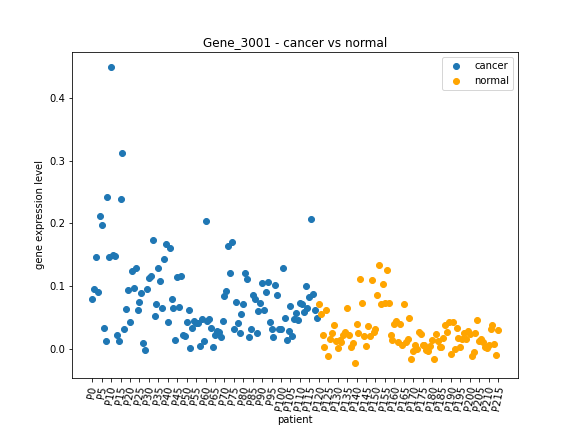 Gene_3001 - cancer vs normal
cancer
normal
gene expression level
0.4
0.3
0.2
0.1
0.0
P0 P5 P10 P15 P20 P25 P30 P35 P40 P45 P50 P55 P60 P65 P70 P75 P80 P85 P90 P95 P100 P105 P110 P115 P120 P125 P130 P135 P140 P145 P150 P155 P160 P165 P170 P175 P180 P185 P190 P195 P200 P205 P210 P215
patient